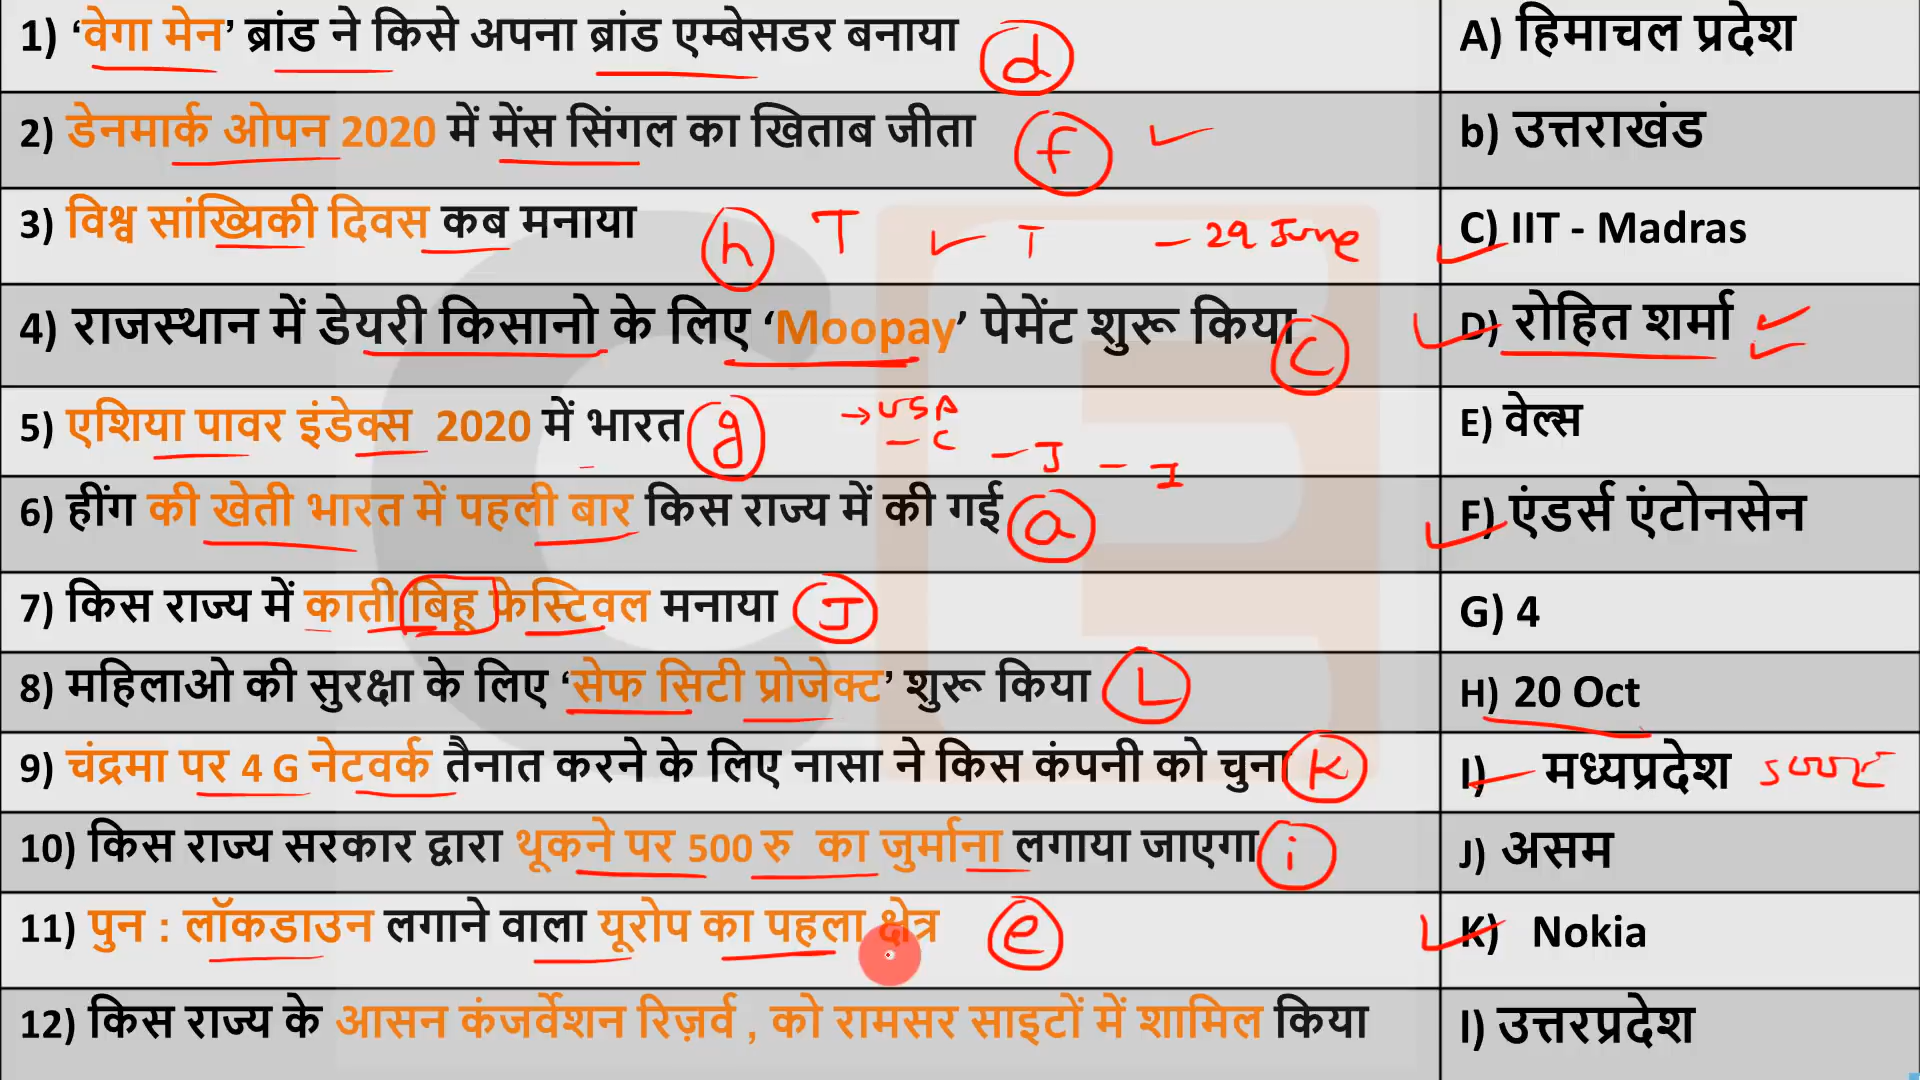 1) ‘वेगा मेन’ ब्रांड ने किसे अपना ब्रांड एम्बेसडर बनाया d
A) हिमाचल प्रदेश
2) डेनमार्क ओपन 2020 में मेंस सिंगल का खिताब जीता f
b) उत्तराखंड
3) विश्व सांख्यिकी दिवस कब मनाया h T T - 29 June
C) IIT - Madras
4) राजस्थान में डेयरी किसानो के लिए ‘Moopay’ पेमेंट शुरू किया C
D) रोहित शर्मा
5) एशिया पावर इंडेक्स 2020 में भारत g → USA - C - J - I
E) वेल्स
6) हींग की खेती भारत में पहली बार किस राज्य में की गई a
F) एंडर्स एंटोनसेन
7) किस राज्य में काती बिहू फेस्टिवल मनाया J
G) 4
8) महिलाओ की सुरक्षा के लिए ‘सेफ सिटी प्रोजेक्ट’ शुरू किया L
H) 20 Oct
9) चंद्रमा पर 4 G नेटवर्क तैनात करने के लिए नासा ने किस कंपनी को चुना K
I) मध्यप्रदेश
10) किस राज्य सरकार द्वारा थूकने पर 500 रु का जुर्माना लगाया जाएगा i
J) असम
11) पुन : लॉकडाउन लगाने वाला यूरोप का पहला क्षेत्र e
K) Nokia
12) किस राज्य के आसन कंजर्वेशन रिज़र्व , को रामसर साइटों में शामिल किया
l) उत्तरप्रदेश